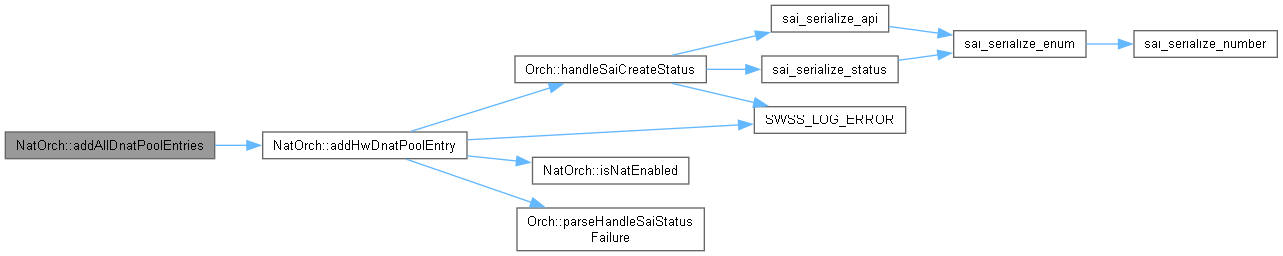 NatOrch::addAllDnatPoolEntries
NatOrch::addHwDnatPoolEntry
Orch::handleSaiCreateStatus
sai_serialize_api
sai_serialize_status
SWSS_LOG_ERROR
sai_serialize_enum
sai_serialize_number
NatOrch::isNatEnabled
Orch::parseHandleSaiStatus
Failure